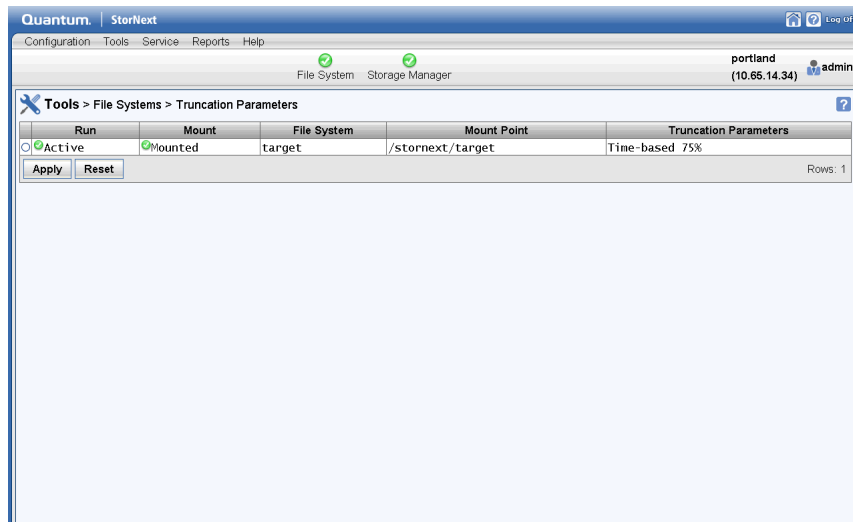 Quantum. StorNext Log Of
Configuration Tools Service Reports Help
File System Storage Manager
portland
(10.65.14.34) admin
Tools > File Systems > Truncation Parameters
Run Mount File System Mount Point Truncation Parameters
Active Mounted target /stornext/target Time-based 75%
Apply Reset Rows: 1